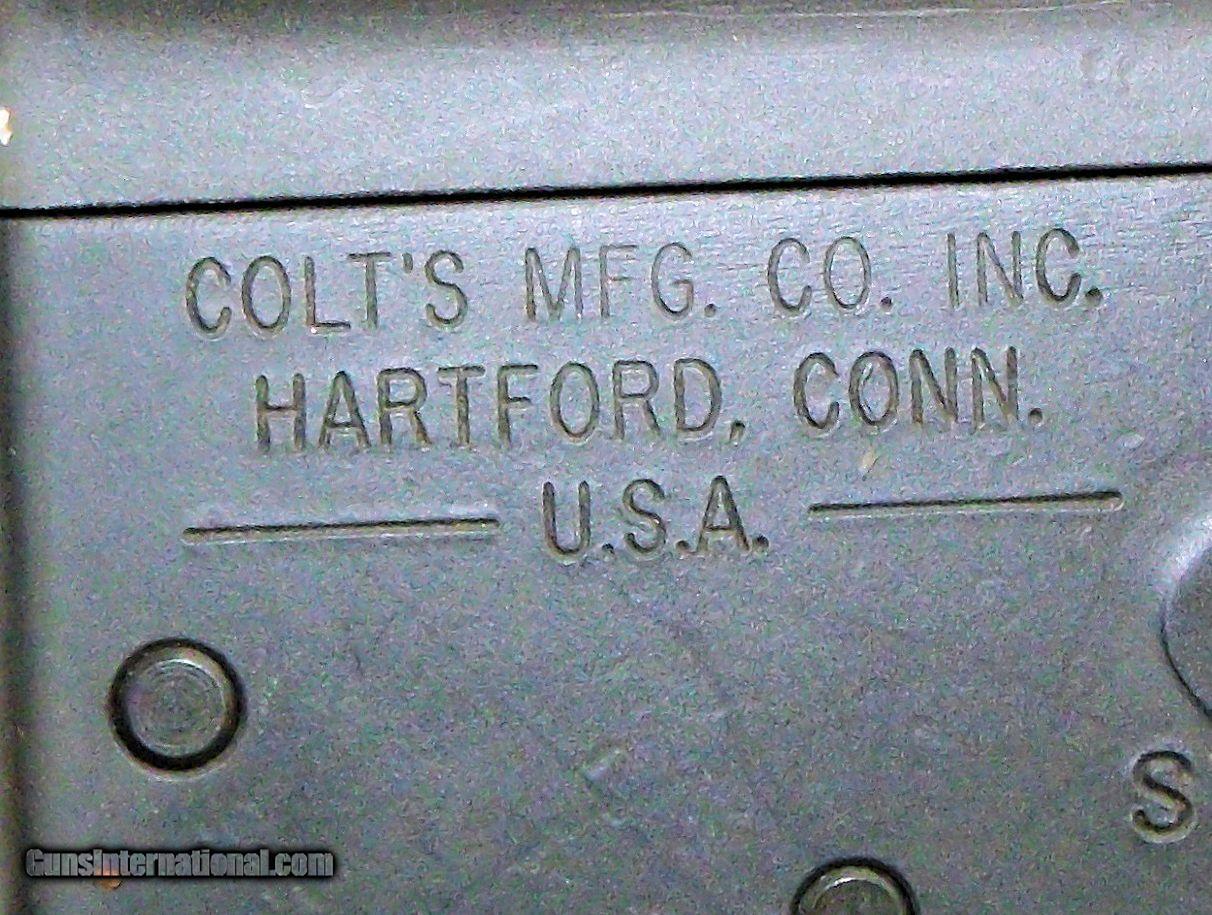 COLT'S MFG. CO. INC.
HARTFORD, CONN.
U.S.A.
S
GunsInternational.com